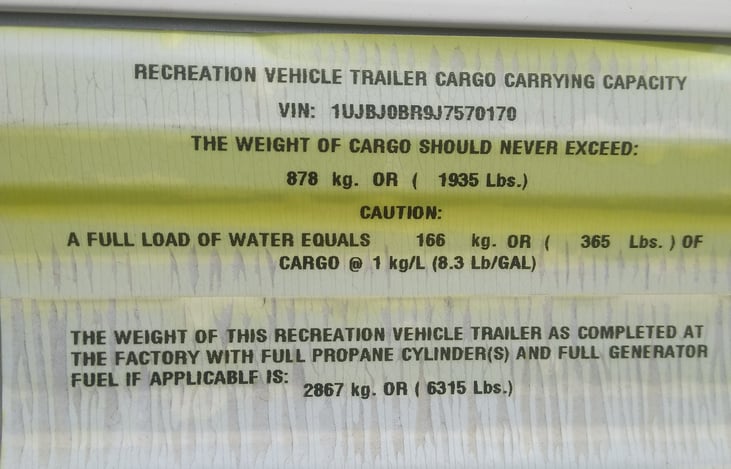 RECREATION VEHICLE TRAILER CARGO CARRYING CAPACITY
VIN: 1UJBJ0BR9J7570170
THE WEIGHT OF CARGO SHOULD NEVER EXCEED:
878 kg. OR ( 1935 Lbs.)
CAUTION:
A FULL LOAD OF WATER EQUALS 166 kg. OR ( 365 Lbs. ) OF
CARGO @ 1 kg/L (8.3 Lb/GAL)
THE WEIGHT OF THIS RECREATION VEHICLE TRAILER AS COMPLETED AT
THE FACTORY WITH FULL PROPANE CYLINDER(S) AND FULL GENERATOR
FUEL IF APPLICABLE IS: 2867 kg. OR ( 6315 Lbs.)